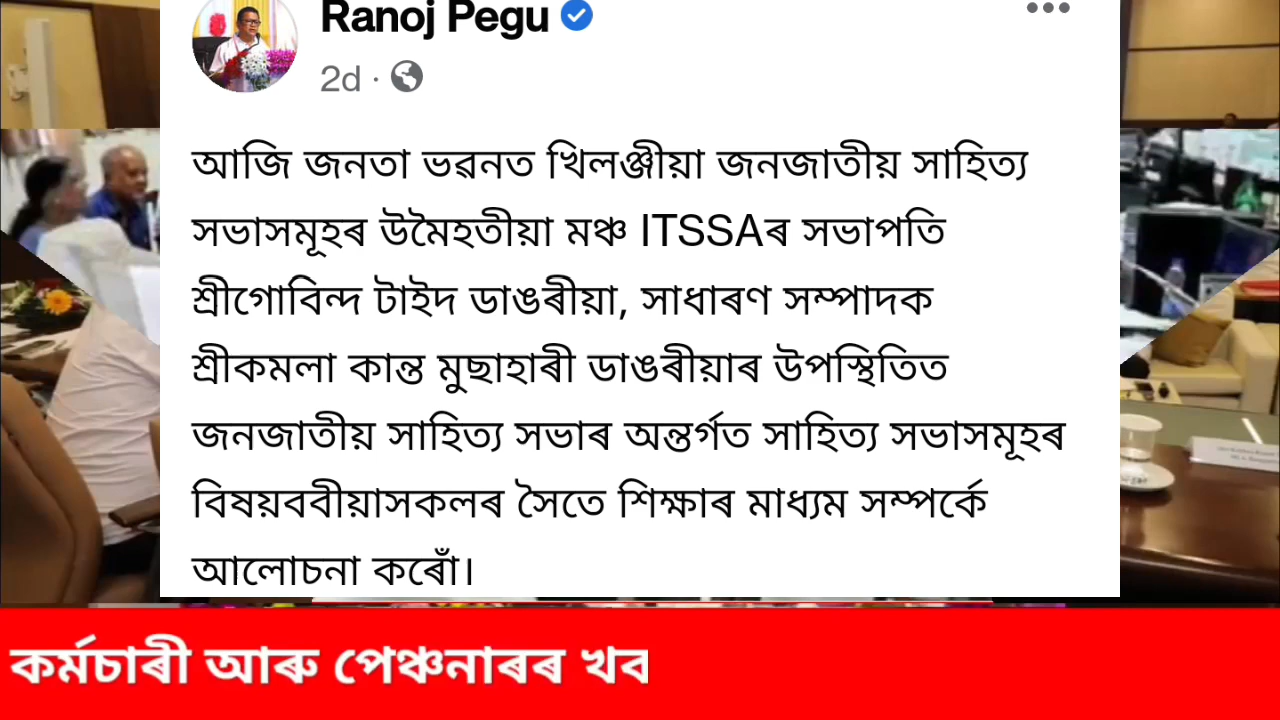 Ranoj Pegu
2d ·
আজি জনতা ভৱনত খিলঞ্জীয়া জনজাতীয় সাহিত্য
সভাসমূহৰ উমৈহতীয়া মঞ্চ ITSSAৰ সভাপতি
শ্ৰীগোবিন্দ টাইদ ডাঙৰীয়া, সাধাৰণ সম্পাদক
শ্ৰীকমলা কান্ত মুছাহাৰী ডাঙৰীয়াৰ উপস্থিতিত
জনজাতীয় সাহিত্য সভাৰ অন্তৰ্গত সাহিত্য সভাসমূহৰ
বিষয়ববীয়াসকলৰ সৈতে শিক্ষাৰ মাধ্যম সম্পৰ্কে
আলোচনা কৰোঁ।
কৰ্মচাৰী আৰু পেঞ্চনাৰৰ খব